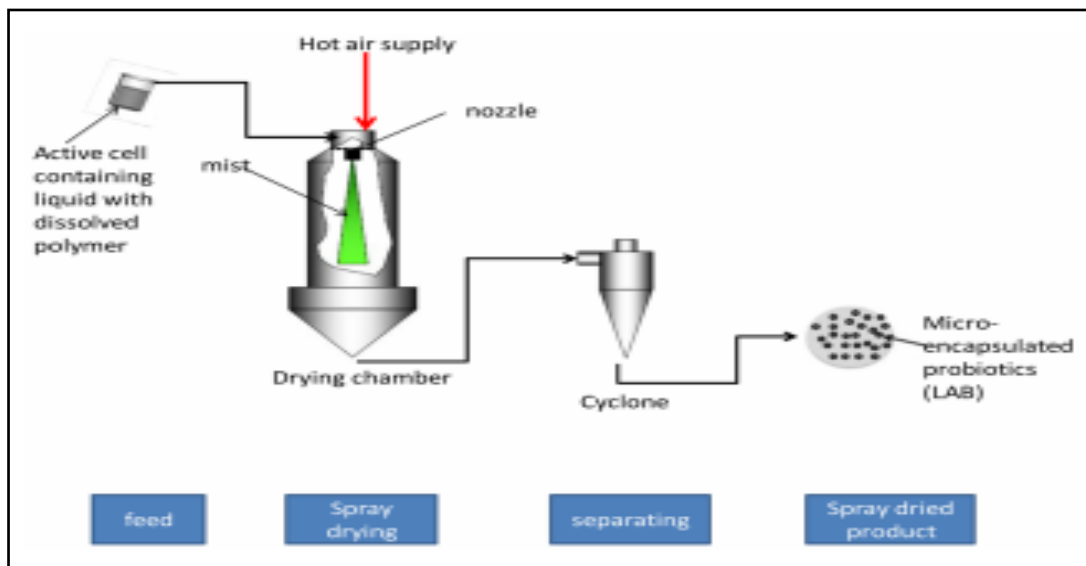 Hot air supply
nozzle
Active cell
containing
liquid with
dissolved
polymer
mist
Drying chamber
Cyclone
Micro-
encapsulated
probiotics
(LAB)
feed
Spray
drying
separating
Spray dried
product